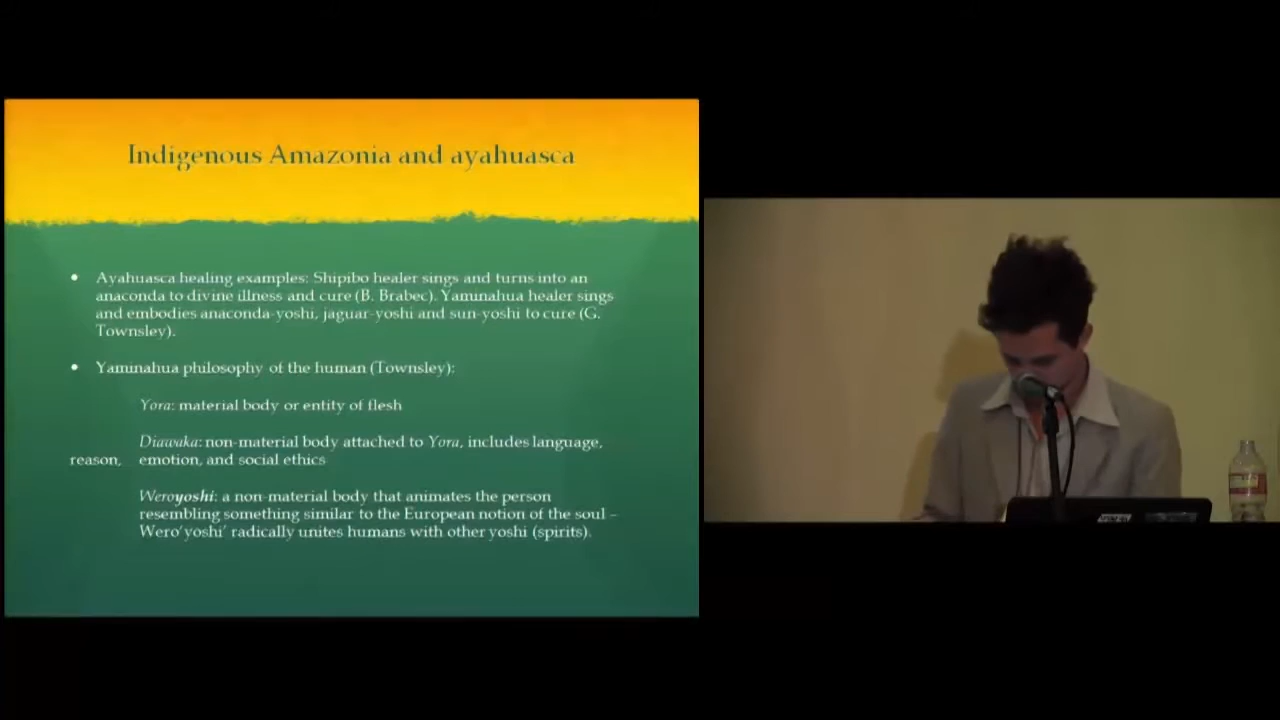 Indigenous Amazonia and ayahuasca
• Ayahuasca healing examples: Shipibo healer sings and turns into an
anaconda to divine illness and cure (B. Brabec). Yaminahua healer sings
and embodies anaconda-yoshi, jaguar-yoshi and sun-yoshi to cure (G.
Townsley).
• Yaminahua philosophy of the human (Townsley):
Yora: material body or entity of flesh
Diawaka: non-material body attached to Yora, includes language,
reason, emotion, and social ethics
Weroyoshi: a non-material body that animates the person
resembling something similar to the European notion of the soul –
Wero‘yoshi’ radically unites humans with other yoshi (spirits).